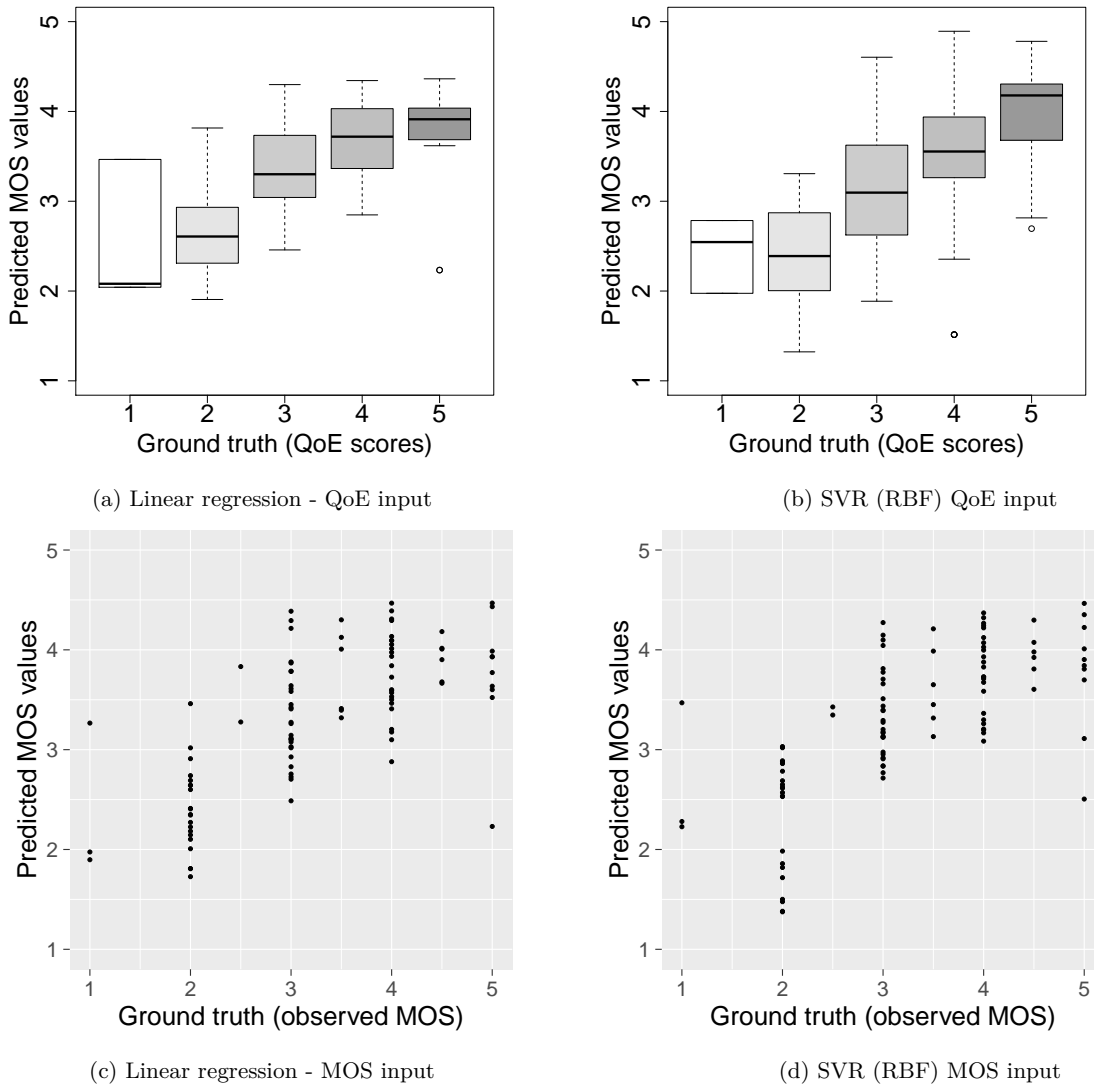 5
4
3
2
1
Predicted MOS values
1 2 3 4 5
Ground truth (QoE scores)
(a) Linear regression - QoE input
5
4
3
2
1
Predicted MOS values
1 2 3 4 5
Ground truth (QoE scores)
(b) SVR (RBF) QoE input
5
4
3
2
1
Predicted MOS values
1 2 3 4 5
Ground truth (observed MOS)
(c) Linear regression - MOS input
5
4
3
2
1
Predicted MOS values
1 2 3 4 5
Ground truth (observed MOS)
(d) SVR (RBF) MOS input